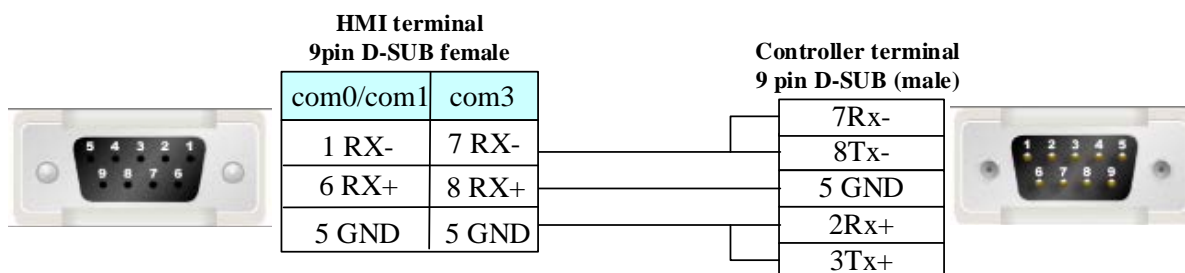 HMI terminal
9pin D-SUB female
com0/com1 com3
1 RX- 7 RX-
6 RX+ 8 RX+
5 GND 5 GND
5 4 3 2 1
9 8 7 6
Controller terminal
9 pin D-SUB (male)
7Rx-
8Tx-
5 GND
2Rx+
3Tx+
1 2 3 4 5
6 7 8 9